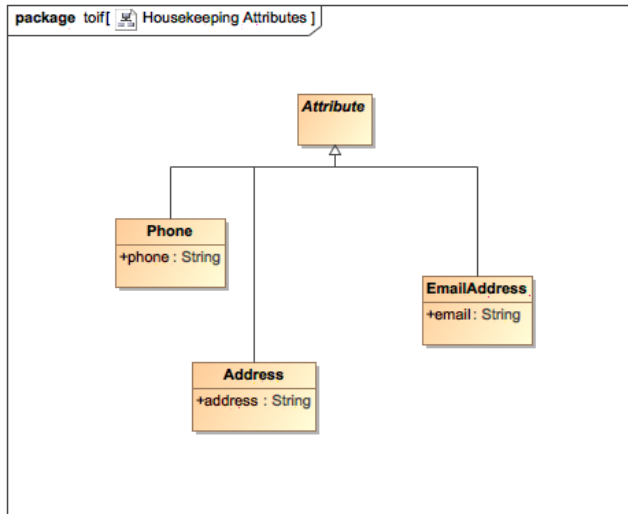 package toif[ Housekeeping Attributes ]
Attribute
Phone
+phone : String
EmailAddress
+email : String
Address
+address : String